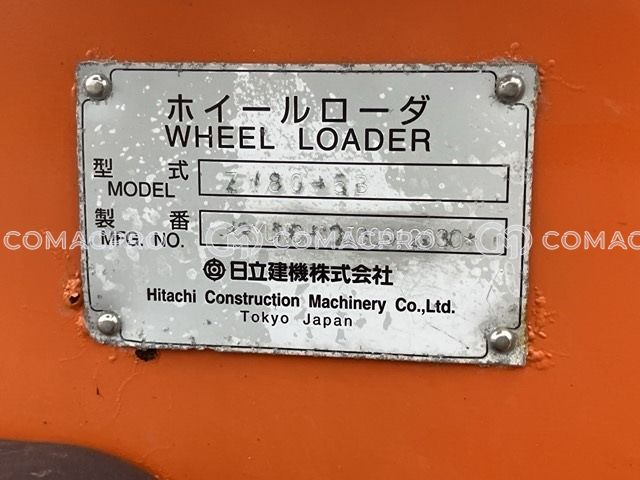 ホイールローダ
WHEEL LOADER
型式
MODEL
製番
MFG. NO.
COMACPRO COMACPRO COMAC
日立建機株式会社
Hitachi Construction Machinery Co.,Ltd.
Tokyo Japan